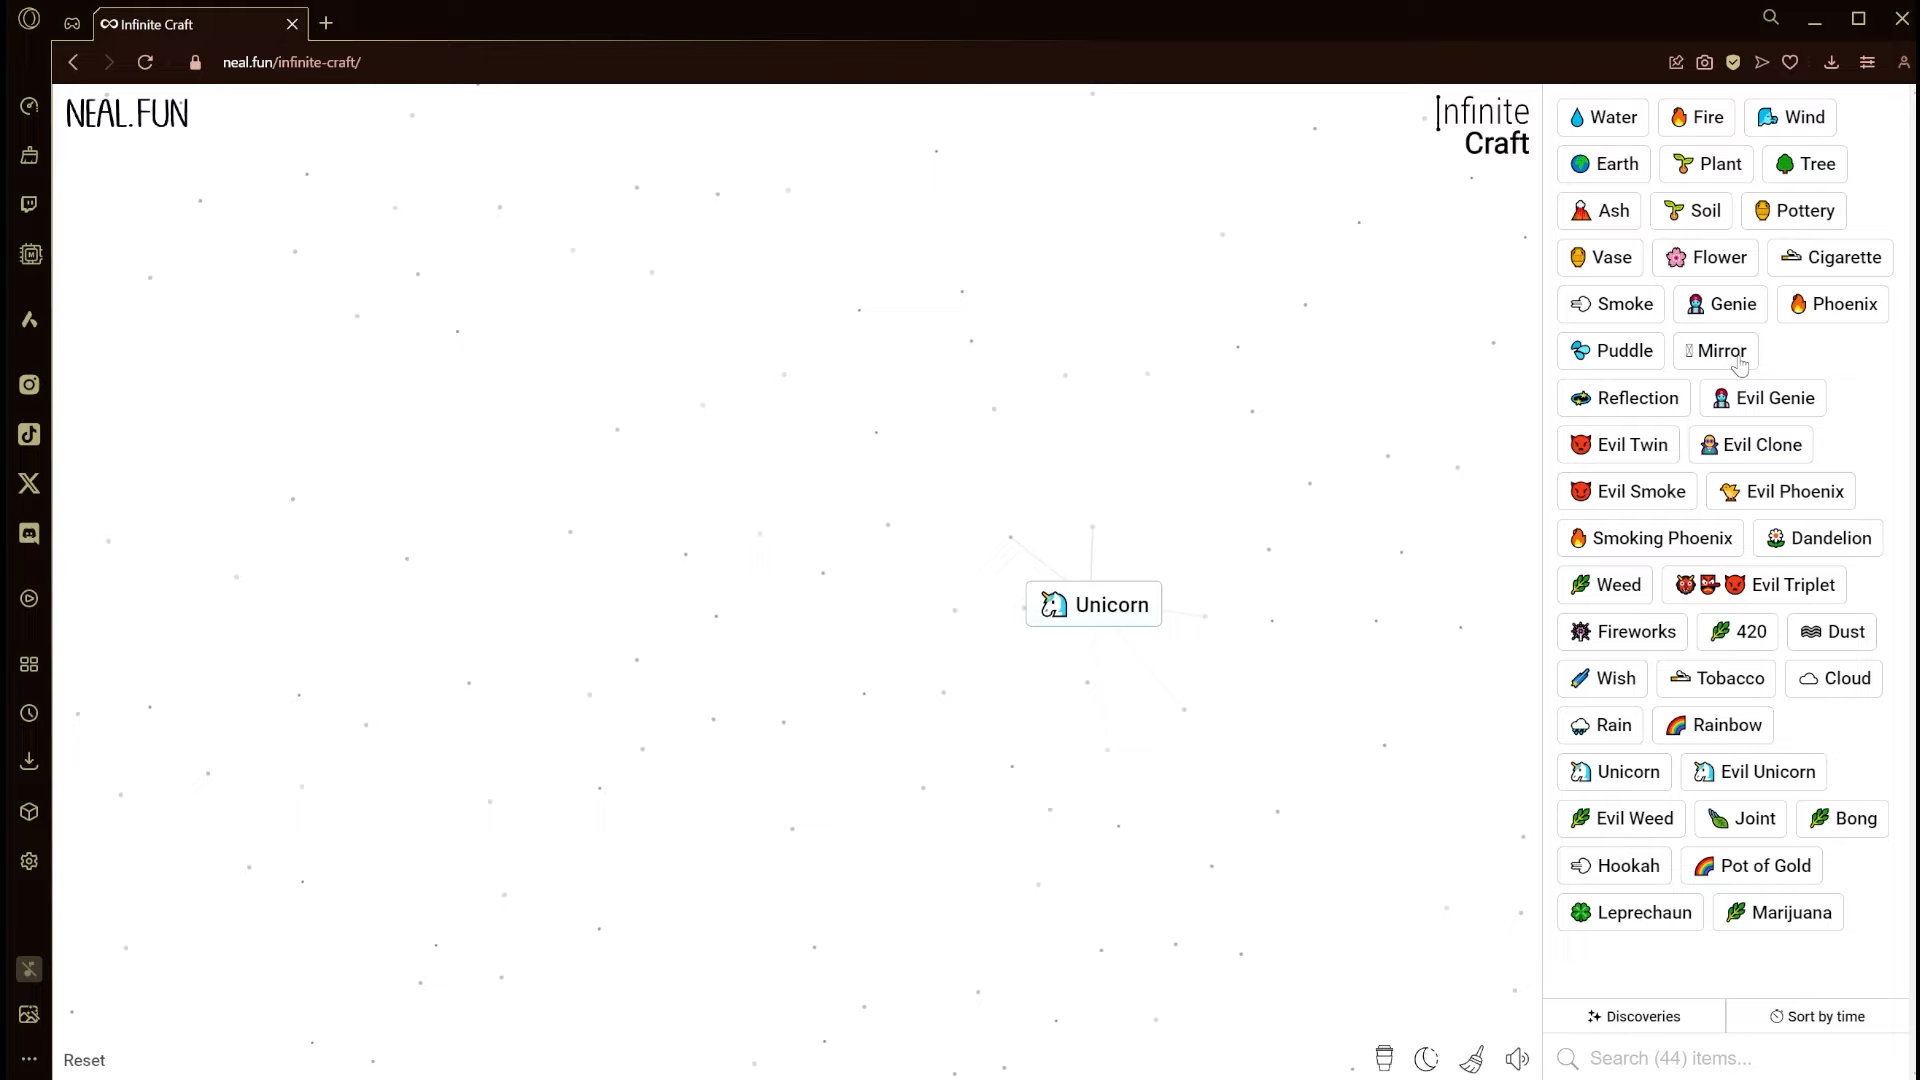 Infinite Craft
neal.fun/infinite-craft/
NEAL.FUN
Infinite
Craft
Water Fire Wind
Earth Plant Tree
Ash Soil Pottery
Vase Flower Cigarette
Smoke Genie Phoenix
Puddle Mirror
Reflection Evil Genie
Evil Twin Evil Clone
Evil Smoke Evil Phoenix
Smoking Phoenix Dandelion
Weed Evil Triplet
Unicorn
Fireworks 420 Dust
Wish Tobacco Cloud
Rain Rainbow
Unicorn Evil Unicorn
Evil Weed Joint Bong
Hookah Pot of Gold
Leprechaun Marijuana
Discoveries Sort by time
Reset
Search (44) items...